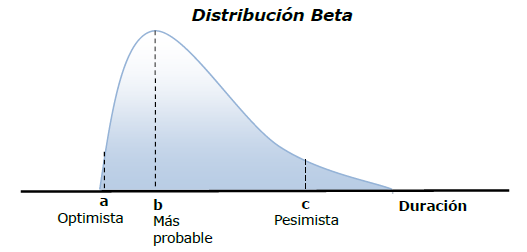 Distribución Beta
a
Optimista
b
Más
probable
c
Pesimista
Duración